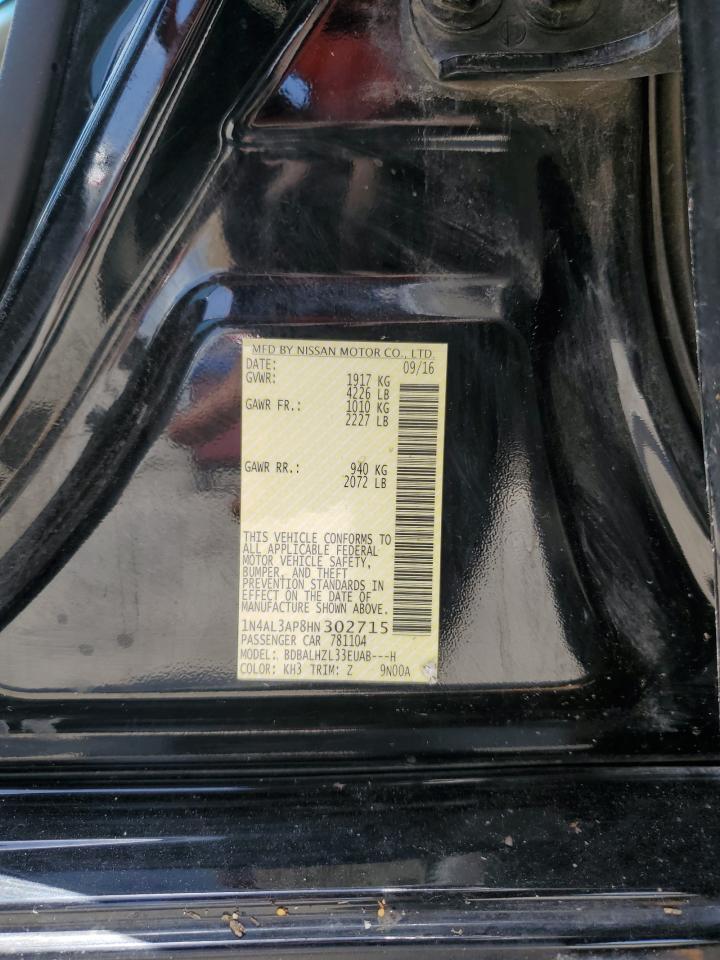 MFD BY NISSAN MOTOR CO., LTD.
DATE: 09/16
GVWR: 1917 KG
4226 LB
GAWR FR.: 1010 KG
2227 LB
GAWR RR.: 940 KG
2072 LB
THIS VEHICLE CONFORMS TO
ALL APPLICABLE FEDERAL
MOTOR VEHICLE SAFETY,
BUMPER, AND THEFT
PREVENTION STANDARDS IN
EFFECT ON THE DATE OF
MANUFACTURE SHOWN ABOVE.
1N4AL3AP8HN302715
PASSENGER CAR 781104
MODEL: BDBALHZL33EUAB---H
COLOR: KH3 TRIM: Z 9N00A